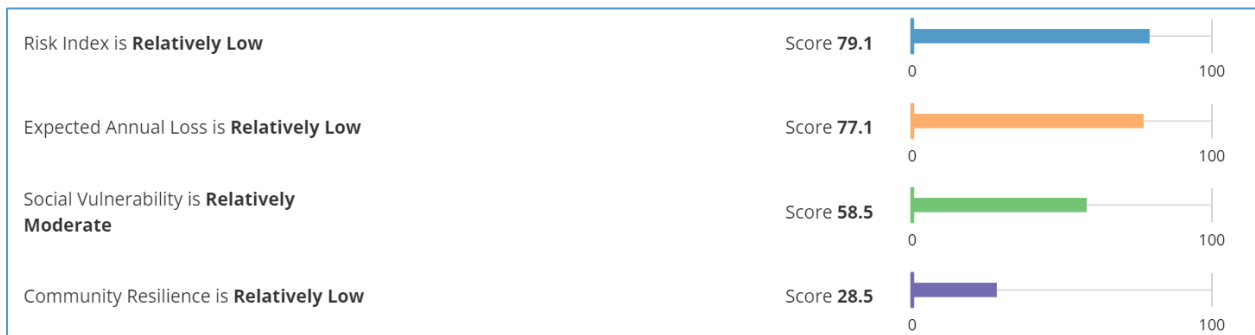 Risk Index is Relatively Low
Score 79.1
0
100
Expected Annual Loss is Relatively Low
Score 77.1
0
100
Social Vulnerability is Relatively
Moderate
Score 58.5
0
100
Community Resilience is Relatively Low
Score 28.5
0
100